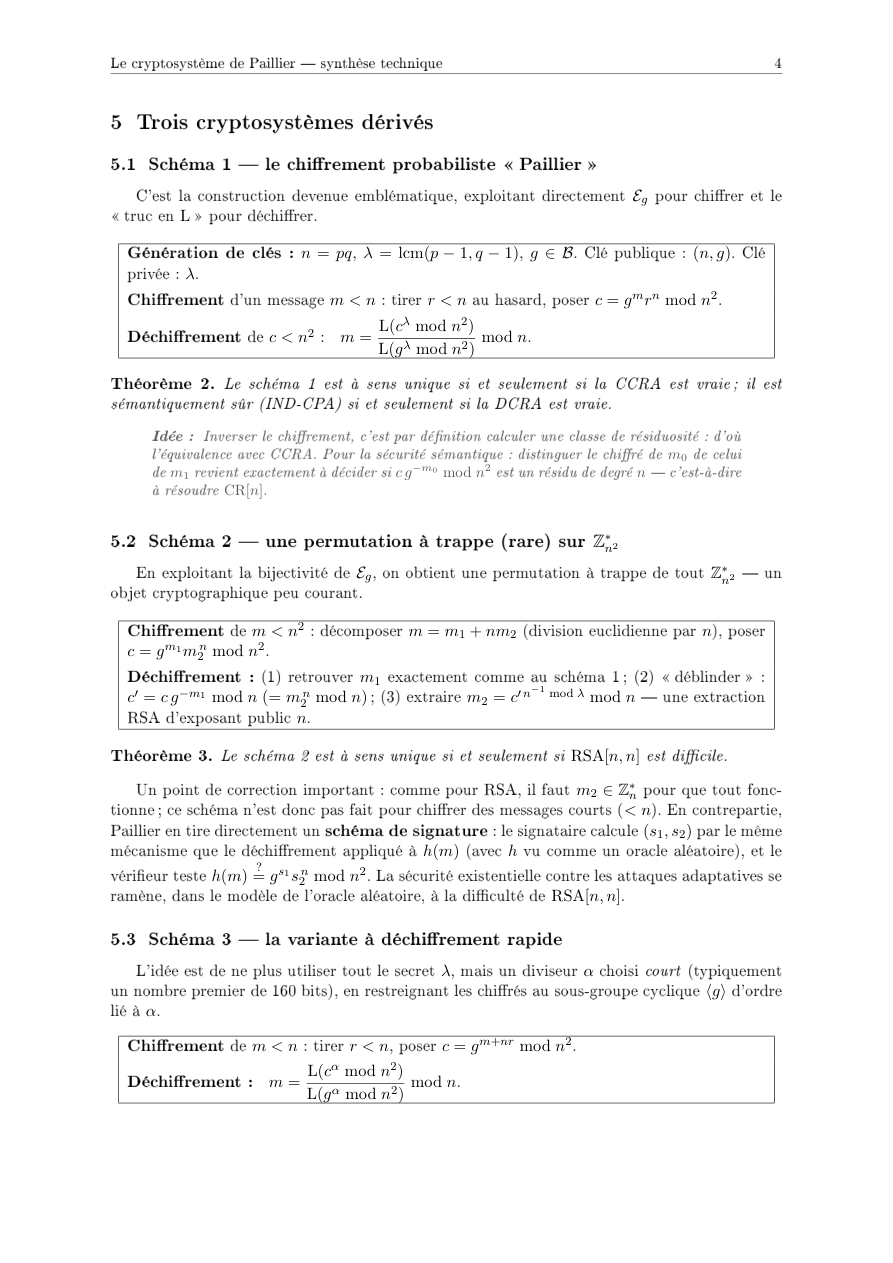 Le cryptosystème de Paillier — synthèse technique 4
5 Trois cryptosystèmes dérivés
5.1 Schéma 1 — le chiffrement probabiliste « Paillier »
C'est la construction devenue emblématique, exploitant directement ℰ_g pour chiffrer et le
« truc en L » pour déchiffrer.
Génération de clés : n = pq, λ = lcm(p − 1, q − 1), g ∈ ℬ. Clé publique : (n, g). Clé
privée : λ.
Chiffrement d'un message m < n : tirer r < n au hasard, poser c = g^m r^n mod n².
Déchiffrement de c < n² : m = L(c^λ mod n²) / L(g^λ mod n²) mod n.
Théorème 2. Le schéma 1 est à sens unique si et seulement si la CCRA est vraie ; il est
sémantiquement sûr (IND-CPA) si et seulement si la DCRA est vraie.
Idée : Inverser le chiffrement, c'est par définition calculer une classe de résiduosité : d'où
l'équivalence avec CCRA. Pour la sécurité sémantique : distinguer le chiffré de m₀ de celui
de m₁ revient exactement à décider si c g^{−m₀} mod n² est un résidu de degré n — c'est-à-dire
à résoudre CR[n].
5.2 Schéma 2 — une permutation à trappe (rare) sur ℤ*_{n²}
En exploitant la bijectivité de ℰ_g, on obtient une permutation à trappe de tout ℤ*_{n²} — un
objet cryptographique peu courant.
Chiffrement de m < n² : décomposer m = m₁ + nm₂ (division euclidienne par n), poser
c = g^{m₁} m₂^n mod n².
Déchiffrement : (1) retrouver m₁ exactement comme au schéma 1 ; (2) « déblinder » :
c′ = c g^{−m₁} mod n (= m₂^n mod n) ; (3) extraire m₂ = c′^{n^{−1} mod λ} mod n — une extraction
RSA d'exposant public n.
Théorème 3. Le schéma 2 est à sens unique si et seulement si RSA[n, n] est difficile.
Un point de correction important : comme pour RSA, il faut m₂ ∈ ℤ*_n pour que tout fonc-
tionne ; ce schéma n'est donc pas fait pour chiffrer des messages courts (< n). En contrepartie,
Paillier en tire directement un schéma de signature : le signataire calcule (s₁, s₂) par le même
mécanisme que le déchiffrement appliqué à h(m) (avec h vu comme un oracle aléatoire), et le
vérifieur teste h(m) ≟ g^{s₁} s₂^n mod n². La sécurité existentielle contre les attaques adaptatives se
ramène, dans le modèle de l'oracle aléatoire, à la difficulté de RSA[n, n].
5.3 Schéma 3 — la variante à déchiffrement rapide
L'idée est de ne plus utiliser tout le secret λ, mais un diviseur α choisi court (typiquement
un nombre premier de 160 bits), en restreignant les chiffrés au sous-groupe cyclique ⟨g⟩ d'ordre
lié à α.
Chiffrement de m < n : tirer r < n, poser c = g^{m+nr} mod n².
Déchiffrement : m = L(c^α mod n²) / L(g^α mod n²) mod n.